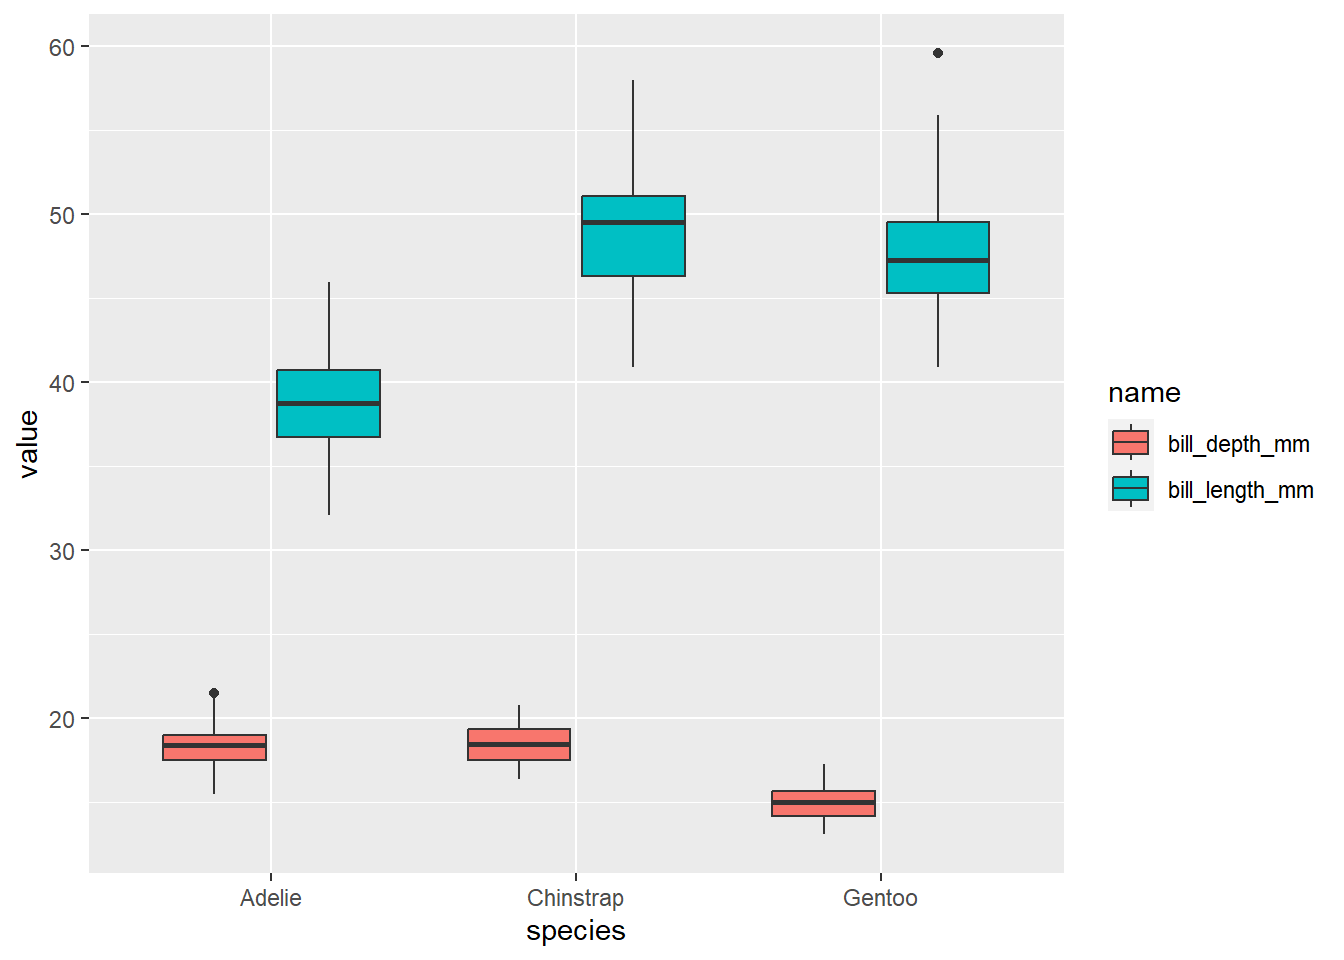 60
50
40
30
20
value
Adelie
Chinstrap
Gentoo
species
name
bill_depth_mm
bill_length_mm